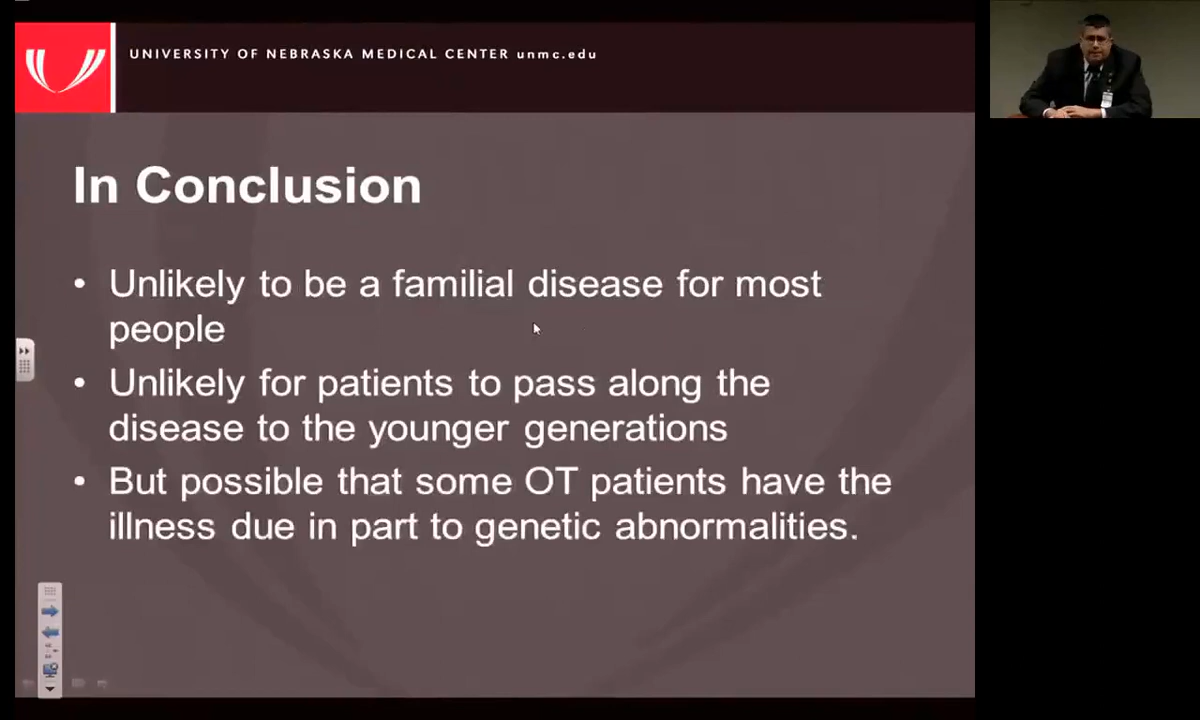 UNIVERSITY OF NEBRASKA MEDICAL CENTER unmc.edu
In Conclusion
• Unlikely to be a familial disease for most
people
• Unlikely for patients to pass along the
disease to the younger generations
• But possible that some OT patients have the
illness due in part to genetic abnormalities.